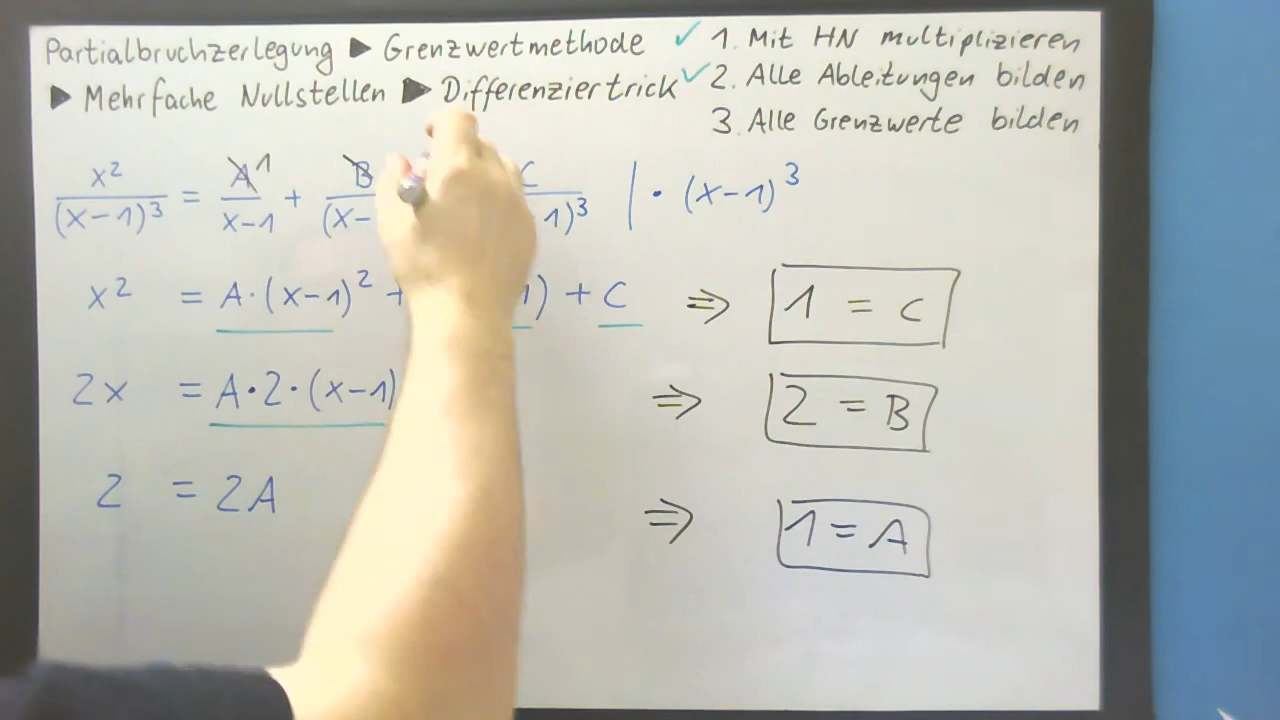 Partialbruchzerlegung ► Grenzwertmethode ✓ 1. Mit HN multiplizieren
► Mehrfache Nullstellen ► Differenziertrick ✓ 2. Alle Ableitungen bilden
3. Alle Grenzwerte bilden
x² / (x-1)³ = A 1 / x-1 + B / (x- C / 1)³ | · (x-1)³
x² = A·(x-1)² + 1) + C ⇒ 1 = C
2x = A·2·(x-1) ⇒ 2 = B
2 = 2A ⇒ 1 = A